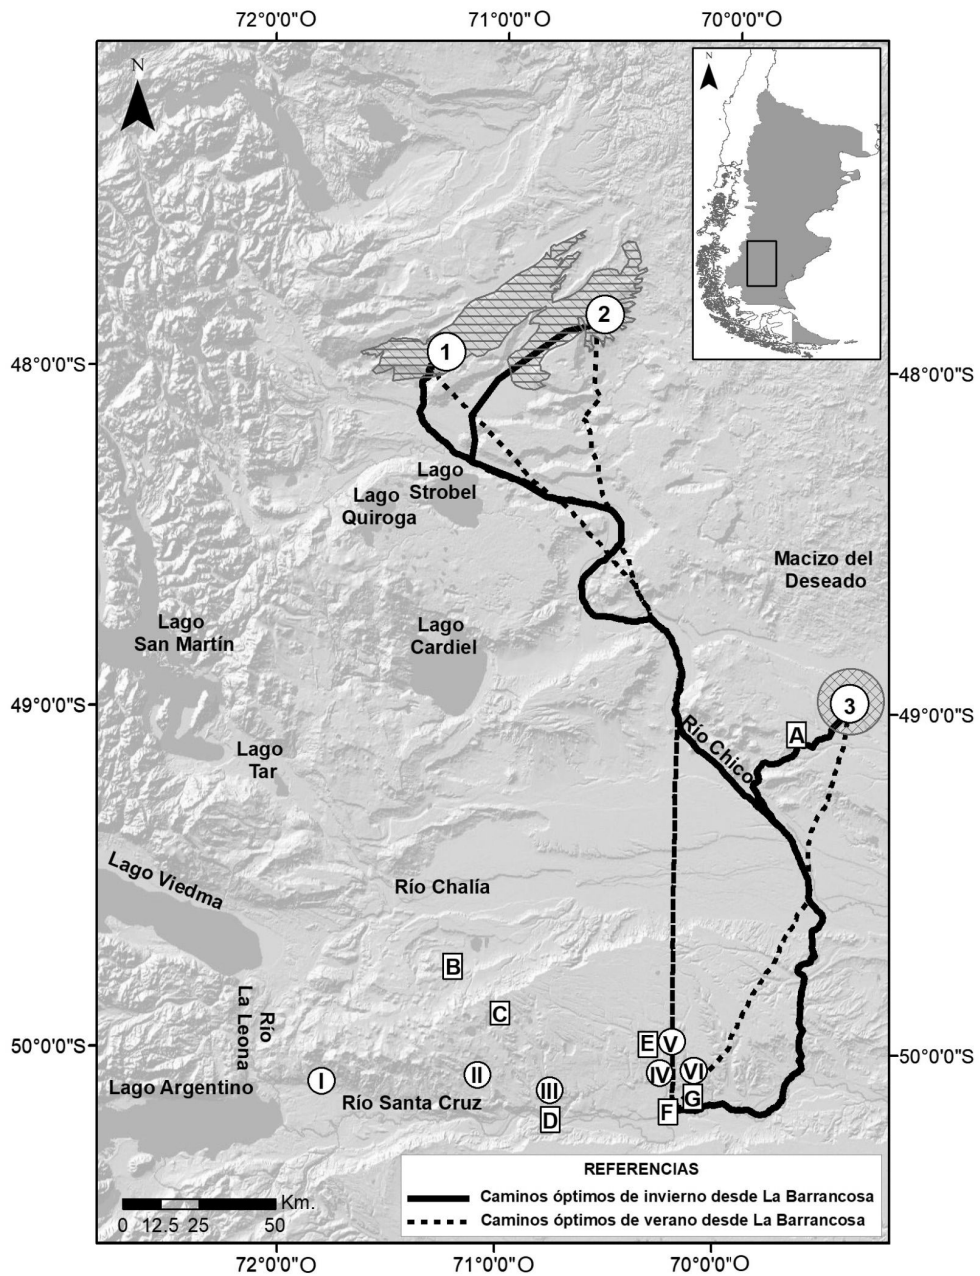 72°0'0"O
71°0'0"O
70°0'0"O
N
N
2
1
48°0'0"S
48°0'0"S
Lago
Strobel
Lago
Quiroga
Macizo del
Deseado
Lago
San Martín
Lago
Cardiel
49°0'0"S
49°0'0"S
3
A
Río Chico
Lago
Tar
Lago Viedma
Río Chalía
B
C
Río
La Leona
E
V
50°0'0"S
50°0'0"S
I
II
III
IV
VI
Lago Argentino
Río Santa Cruz
D
F
G
REFERENCIAS
Caminos óptimos de invierno desde La Barrancosa
Caminos óptimos de verano desde La Barrancosa
Km.
0 12.5 25 50
72°0'0"O
71°0'0"O
70°0'0"O